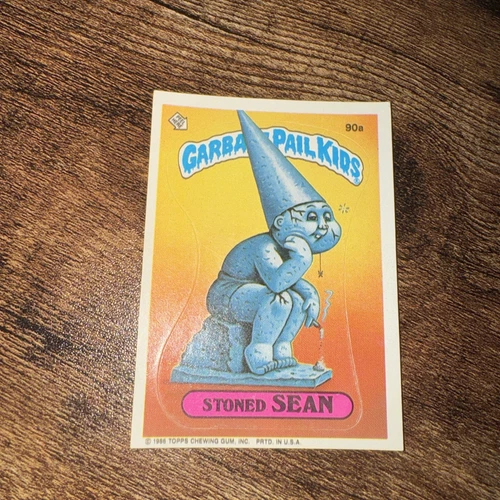 90a
GARBAGE PAIL KIDS
STONED SEAN
© 1986 TOPPS CHEWING GUM, INC. PRTD. IN U.S.A.